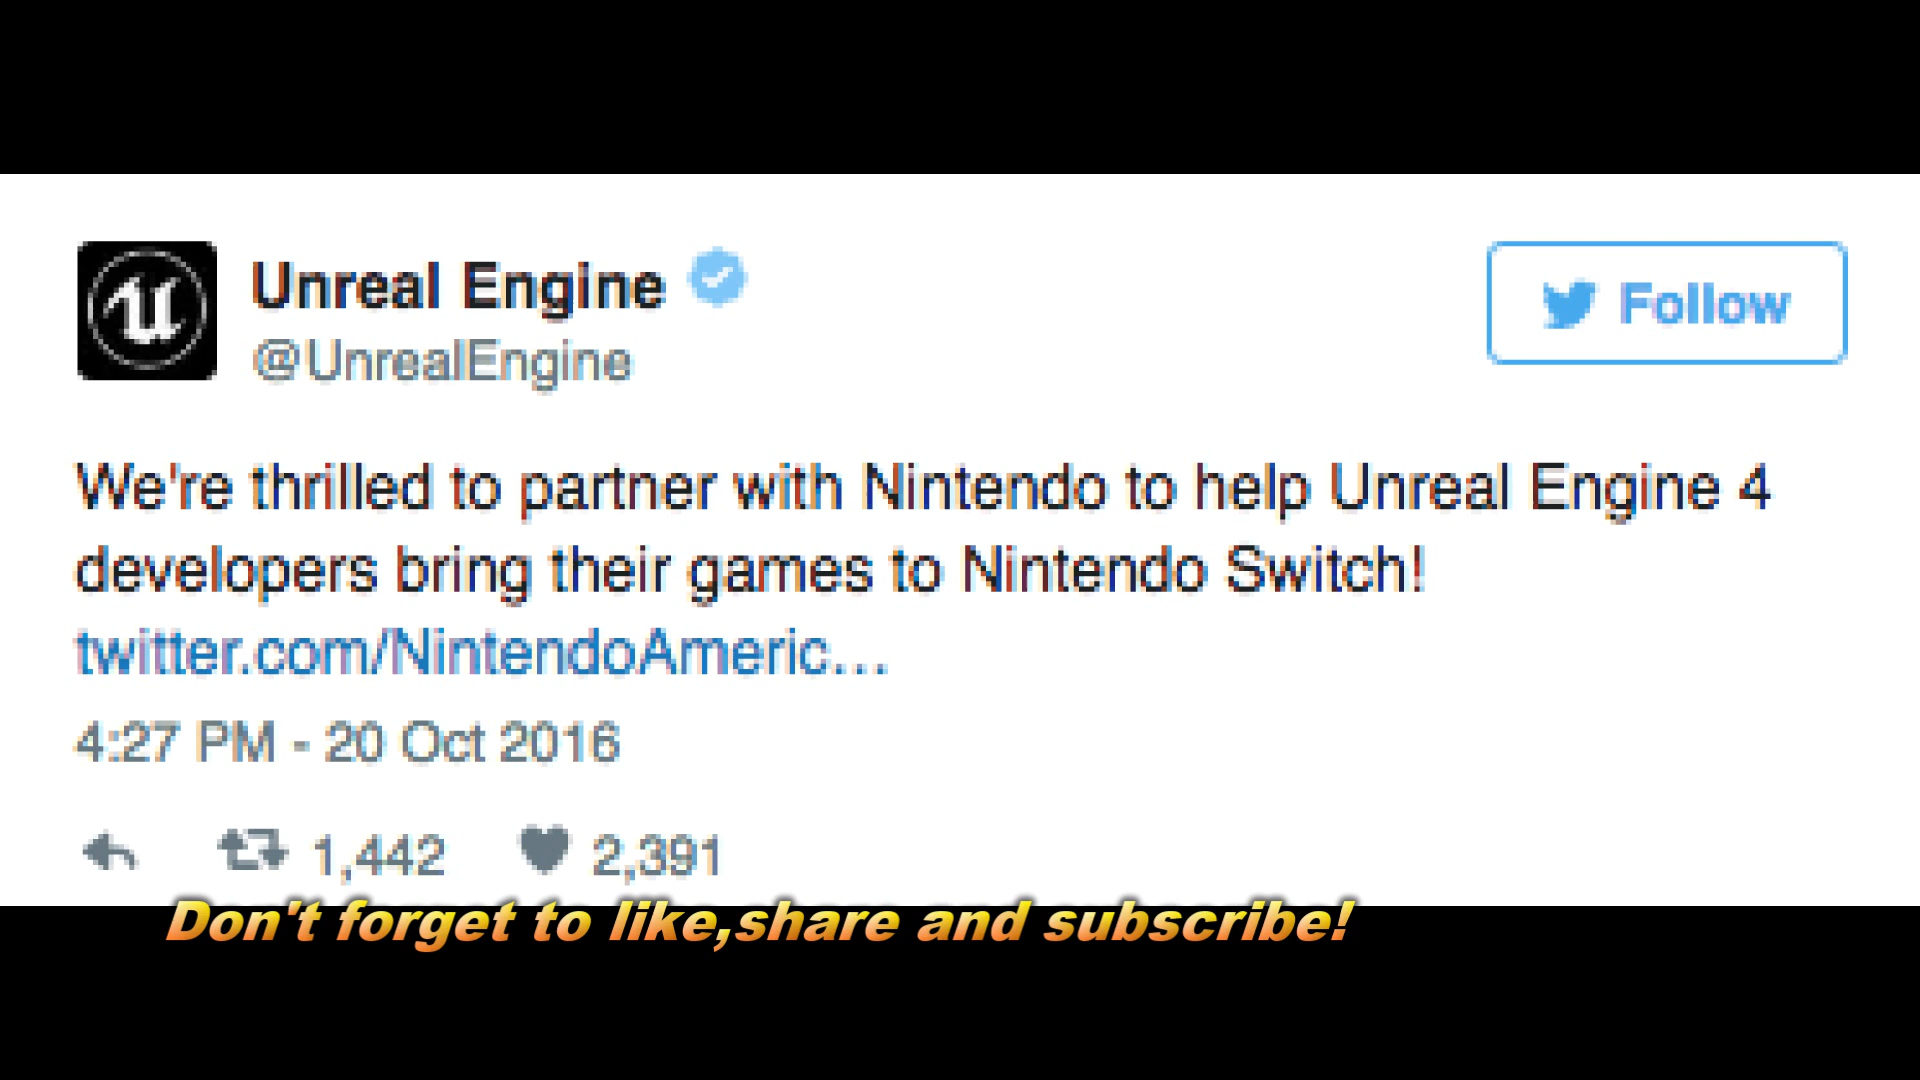 Unreal Engine
@UnrealEngine
Follow
We're thrilled to partner with Nintendo to help Unreal Engine 4
developers bring their games to Nintendo Switch!
twitter.com/NintendoAmeric...
4:27 PM - 20 Oct 2016
1,442 2,391
Don't forget to like,share and subscribe!